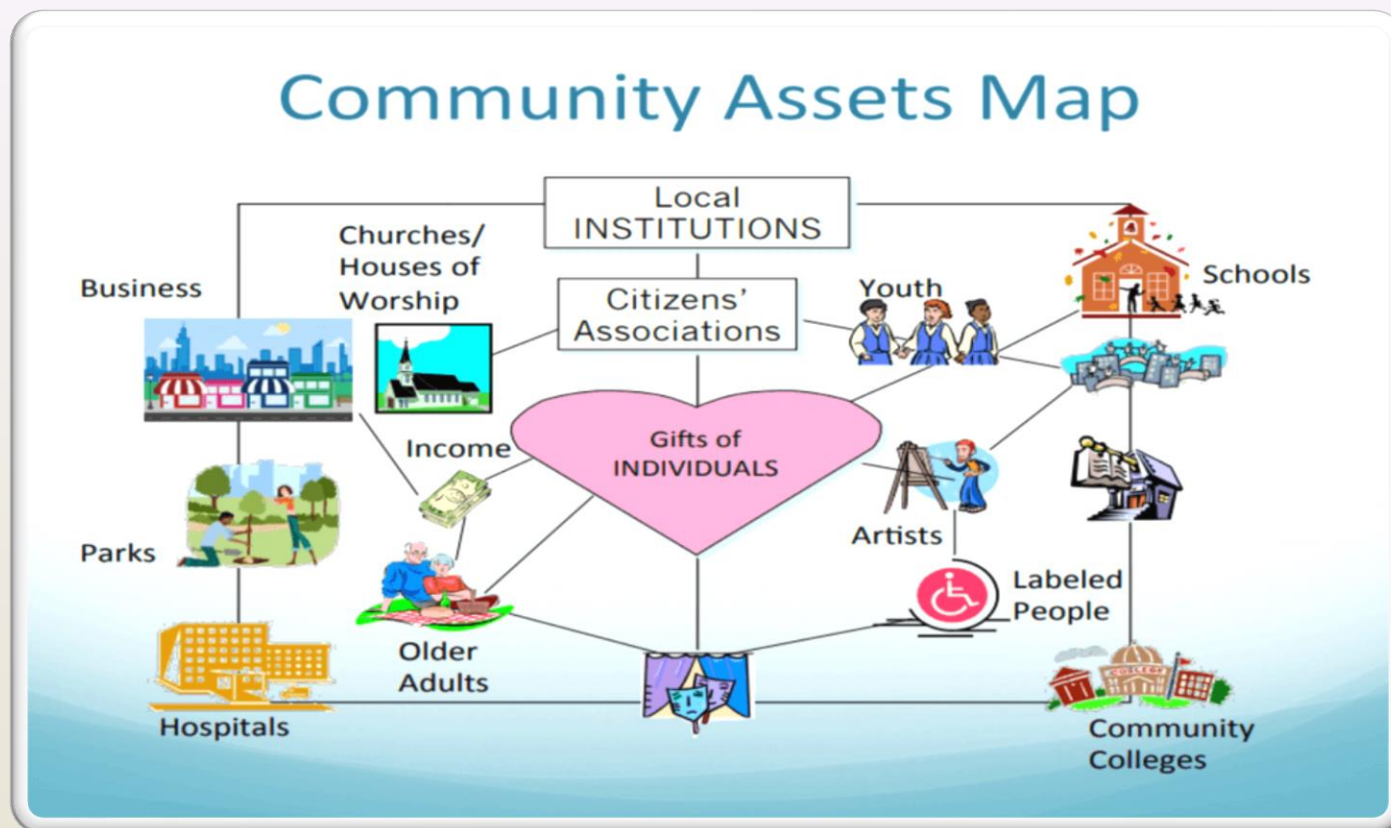 Community Assets Map
Local
INSTITUTIONS
Churches/
Houses of
Worship
Business
Citizens'
Associations
Youth
Schools
Income
Gifts of
INDIVIDUALS
Parks
Artists
Labeled
People
Older
Adults
Hospitals
COLLEGE
Community
Colleges